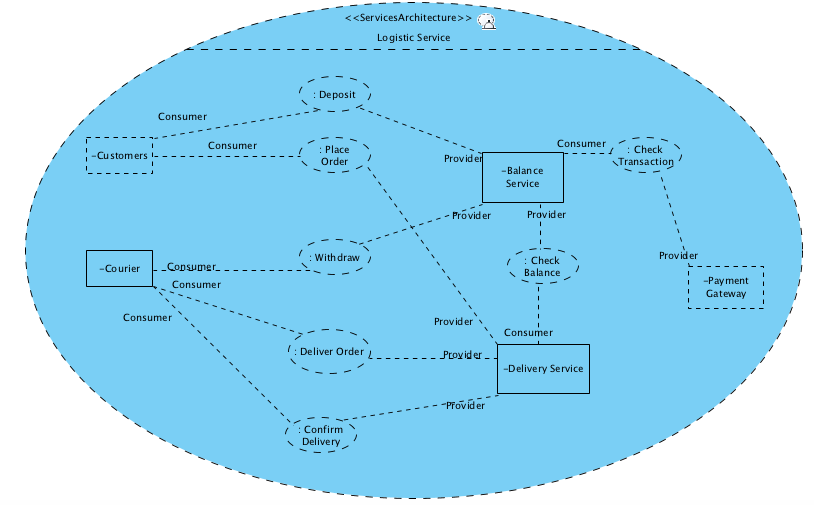 <<ServicesArchitecture>>
Logistic Service
: Deposit
Consumer
~Customers
Consumer
: Place
Order
Provider
~Balance
Service
Consumer
: Check
Transaction
Provider
Provider
~Courier
Consumer
: Withdraw
: Check
Balance
Provider
~Payment
Gateway
Consumer
Consumer
Provider
Consumer
: Deliver Order
Provider
~Delivery Service
Provider
: Confirm
Delivery